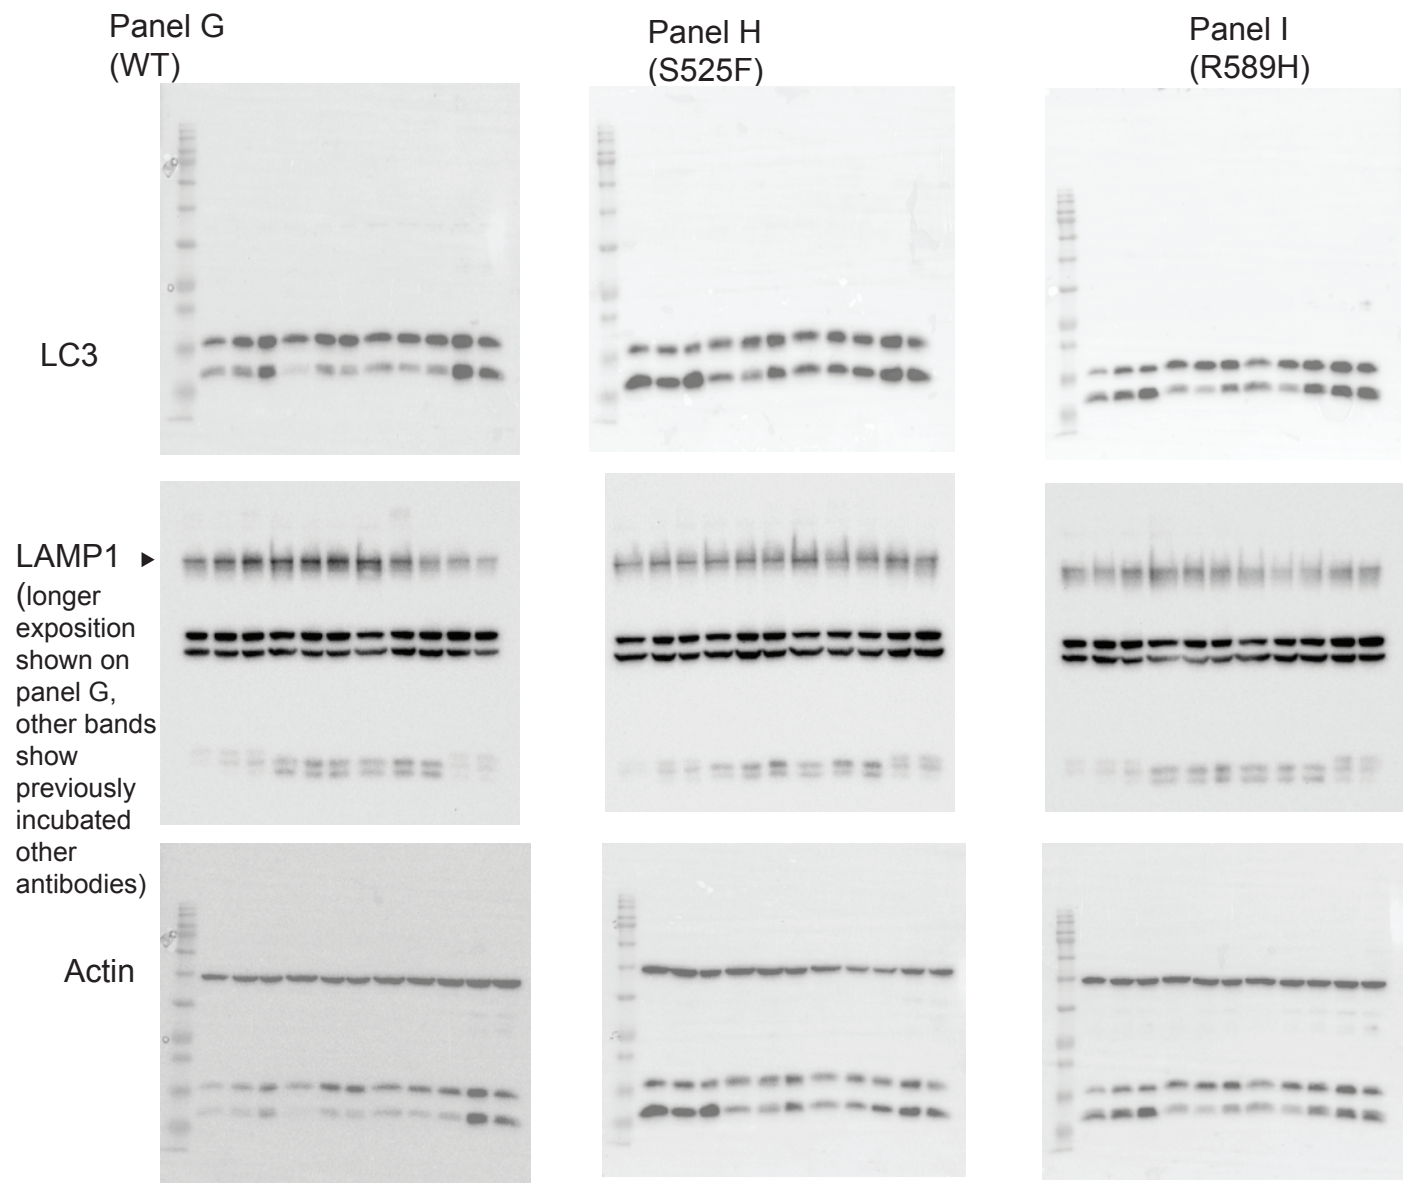 Panel G
(WT)
Panel H
(S525F)
Panel I
(R589H)
LC3
LAMP1
(longer
exposition
shown on
panel G,
other bands
show
previously
incubated
other
antibodies)
Actin